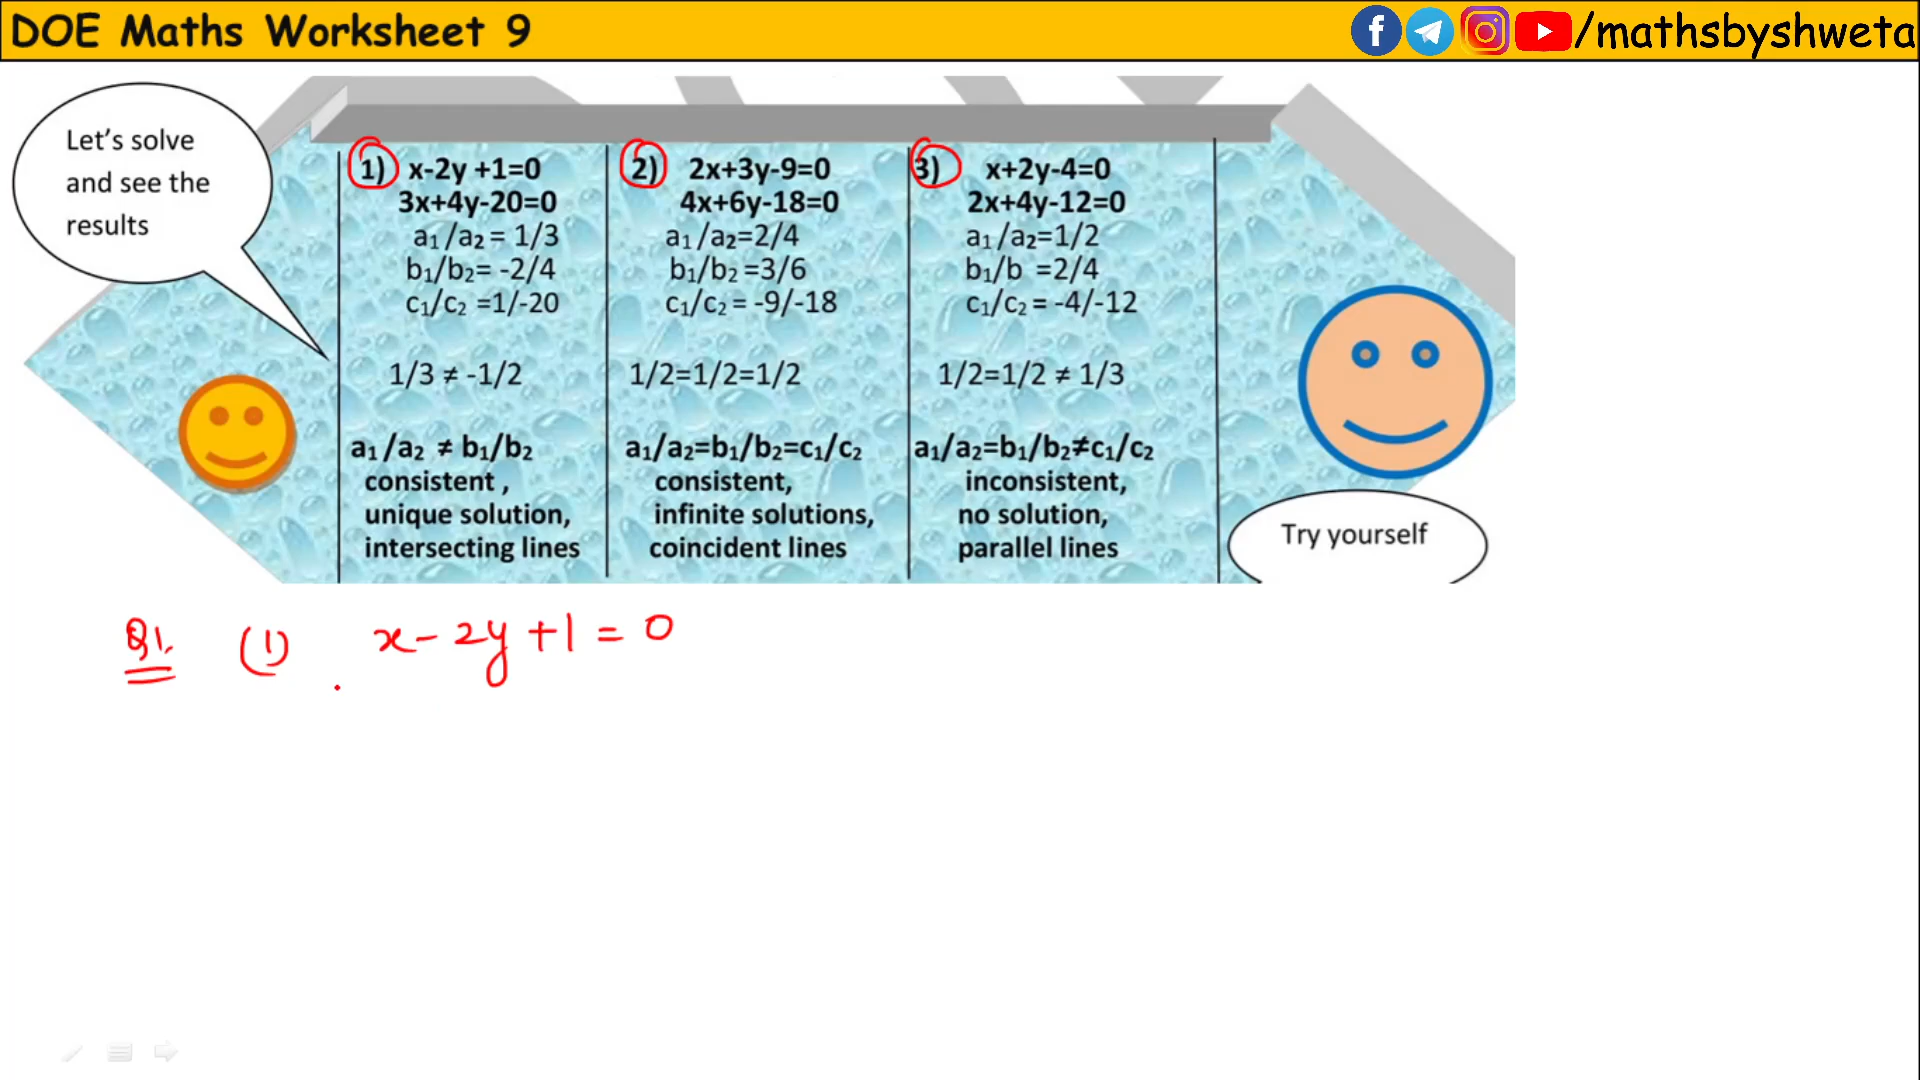 DOE Maths Worksheet 9
/mathsbyshweta
Let's solve
and see the
results
1) x-2y +1=0
3x+4y-20=0
a₁/a₂ = 1/3
b₁/b₂= -2/4
c₁/c₂ =1/-20
1/3 ≠ -1/2
a₁/a₂ ≠ b₁/b₂
consistent ,
unique solution,
intersecting lines
2) 2x+3y-9=0
4x+6y-18=0
a₁/a₂=2/4
b₁/b₂ =3/6
c₁/c₂ = -9/-18
1/2=1/2=1/2
a₁/a₂=b₁/b₂=c₁/c₂
consistent,
infinite solutions,
coincident lines
3) x+2y-4=0
2x+4y-12=0
a₁/a₂=1/2
b₁/b =2/4
c₁/c₂ = -4/-12
1/2=1/2 ≠ 1/3
a₁/a₂=b₁/b₂≠c₁/c₂
inconsistent,
no solution,
parallel lines
Try yourself
Q1. (1) x - 2y + 1 = 0